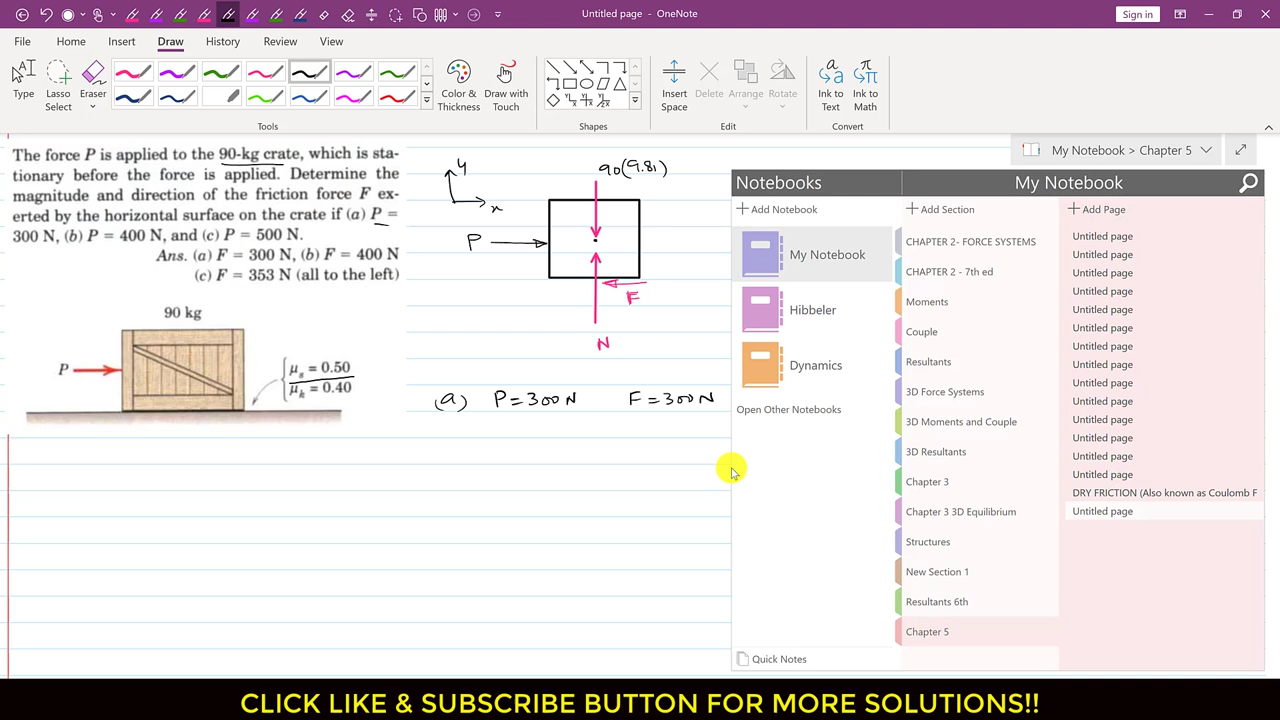 Untitled page - OneNote
Sign in
File Home Insert Draw History Review View
Type
Lasso Select
Eraser
Color & Thickness
Draw with Touch
Insert Space
Delete
Arrange
Rotate
Ink to Text
Ink to Math
Tools
Shapes
Edit
Convert
The force P is applied to the 90-kg crate, which is sta-
tionary before the force is applied. Determine the
magnitude and direction of the friction force F ex-
erted by the horizontal surface on the crate if (a) P =
300 N, (b) P = 400 N, and (c) P = 500 N.
Ans. (a) F = 300 N, (b) F = 400 N
(c) F = 353 N (all to the left)
90 kg
P
μs = 0.50
μk = 0.40
y
x
90(9.81)
P
F
N
(a) P = 300 N F = 300 N
My Notebook > Chapter 5
Notebooks
My Notebook
Add Notebook
Add Section
Add Page
My Notebook
Hibbeler
Dynamics
Open Other Notebooks
Quick Notes
CHAPTER 2- FORCE SYSTEMS
CHAPTER 2 - 7th ed
Moments
Couple
Resultants
3D Force Systems
3D Moments and Couple
3D Resultants
Chapter 3
Chapter 3 3D Equilibrium
Structures
New Section 1
Resultants 6th
Chapter 5
Untitled page
Untitled page
Untitled page
Untitled page
Untitled page
Untitled page
Untitled page
Untitled page
Untitled page
Untitled page
Untitled page
Untitled page
Untitled page
Untitled page
DRY FRICTION (Also known as Coulomb F
Untitled page
CLICK LIKE & SUBSCRIBE BUTTON FOR MORE SOLUTIONS!!